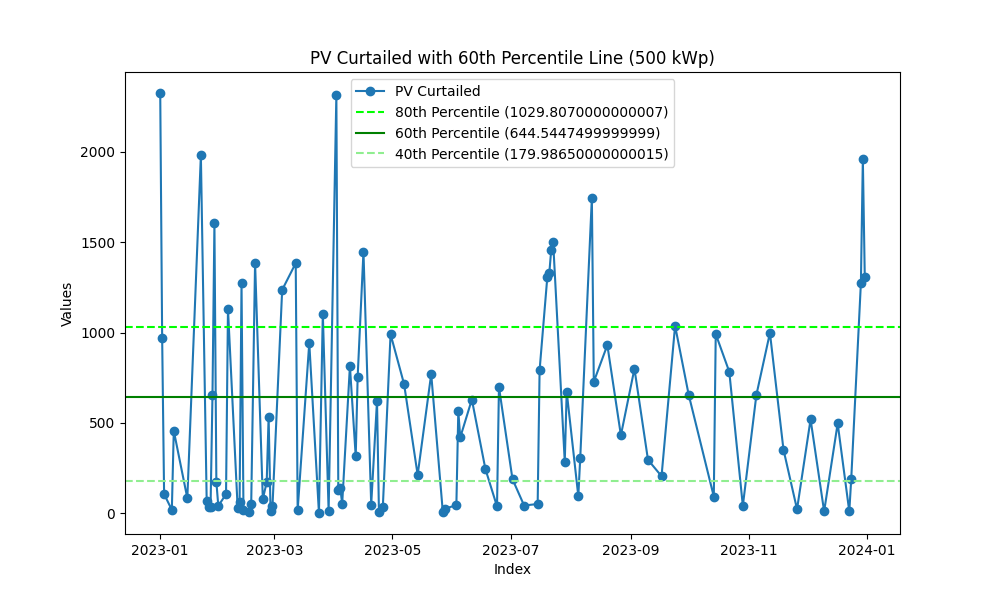 PV Curtailed with 60th Percentile Line (500 kWp)
PV Curtailed
80th Percentile (1029.8070000000007)
60th Percentile (644.5447499999999)
40th Percentile (179.98650000000015)
Values
2000
1500
1000
500
0
2023-01
2023-03
2023-05
2023-07
2023-09
2023-11
2024-01
Index